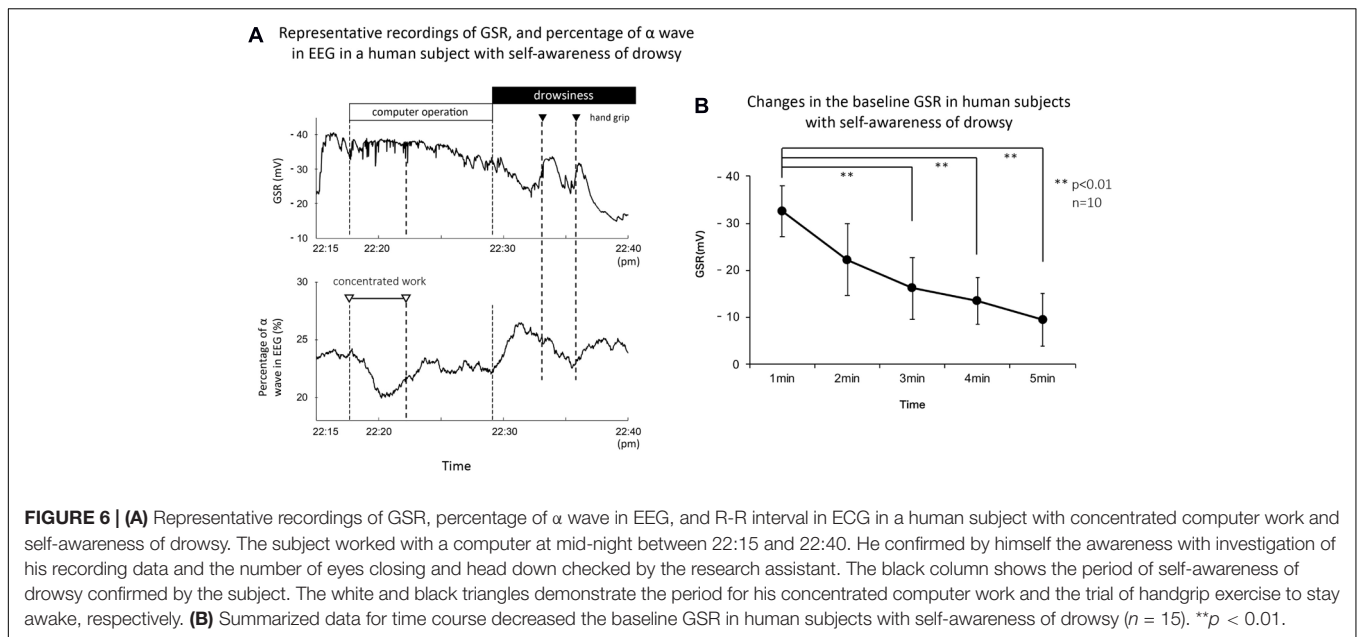 A Representative recordings of GSR, and percentage of α wave
in EEG in a human subject with self-awareness of drowsy
drowsiness
computer operation
hand grip
- 40
- 30
- 20
- 10
GSR (mV)
22:15 22:20 22:30 22:40
(pm)
concentrated work
30
25
20
Percentage of α
wave in EEG (%)
22:15 22:20 22:30 22:40
(pm)
Time
B Changes in the baseline GSR in human subjects
with self-awareness of drowsy
**
**
**
** p<0.01
n=10
- 40
- 30
- 20
- 10
0
GSR(mV)
1min 2min 3min 4min 5min
Time
FIGURE 6 | (A) Representative recordings of GSR, percentage of α wave in EEG, and R-R interval in ECG in a human subject with concentrated computer work and
self-awareness of drowsy. The subject worked with a computer at mid-night between 22:15 and 22:40. He confirmed by himself the awareness with investigation of
his recording data and the number of eyes closing and head down checked by the research assistant. The black column shows the period of self-awareness of
drowsy confirmed by the subject. The white and black triangles demonstrate the period for his concentrated computer work and the trial of handgrip exercise to stay
awake, respectively. (B) Summarized data for time course decreased the baseline GSR in human subjects with self-awareness of drowsy (n = 15). **p < 0.01.